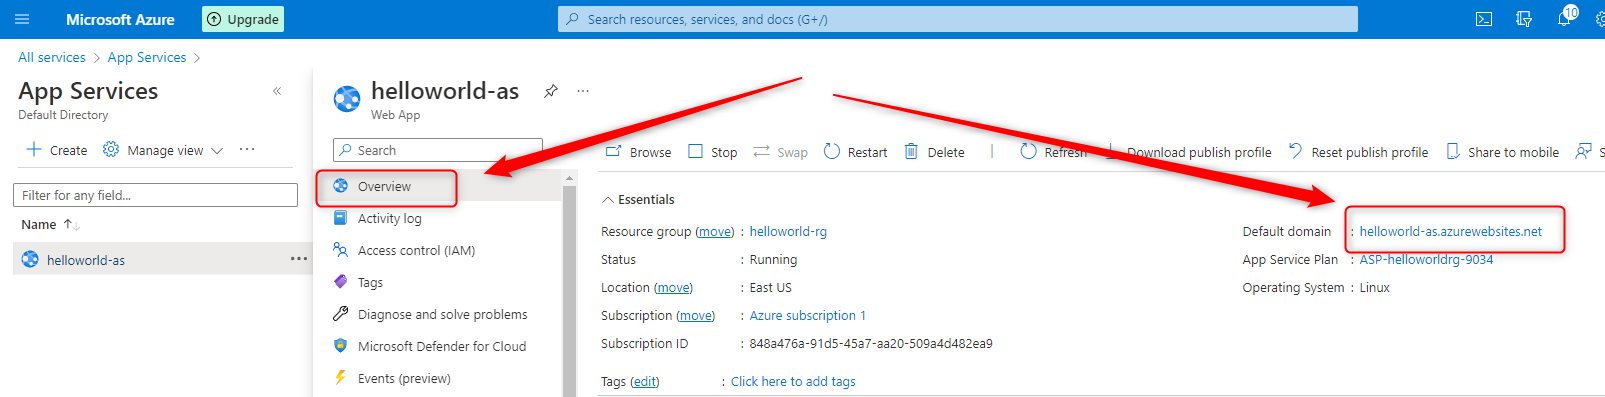 Microsoft Azure
Upgrade
Search resources, services, and docs (G+/)
10
All services > App Services >
App Services
Default Directory
«
Create
Manage view
...
Filter for any field...
Name ↑↓
helloworld-as
...
helloworld-as
...
Web App
Search
Overview
Activity log
Access control (IAM)
Tags
Diagnose and solve problems
Microsoft Defender for Cloud
Events (preview)
Browse
Stop
Swap
Restart
Delete
Refresh
Download publish profile
Reset publish profile
Share to mobile
S
Essentials
Resource group (move) : helloworld-rg
Status : Running
Location (move) : East US
Subscription (move) : Azure subscription 1
Subscription ID : 848a476a-91d5-45a7-aa20-509a4d482ea9
Default domain : helloworld-as.azurewebsites.net
App Service Plan : ASP-helloworldrg-9034
Operating System : Linux
Tags (edit) : Click here to add tags